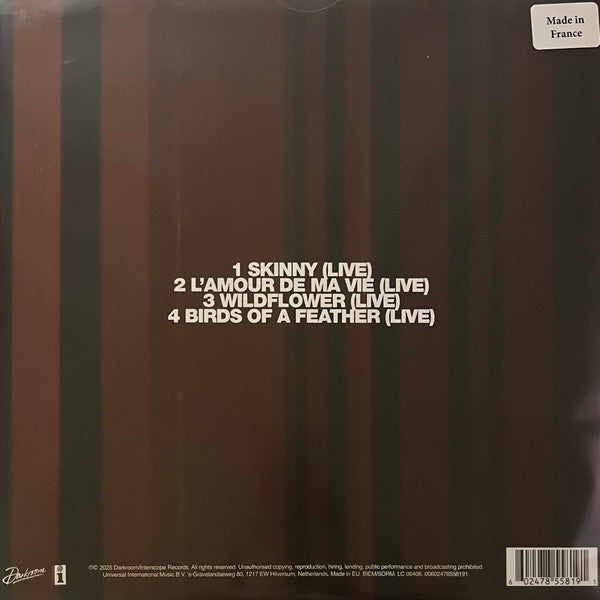 Made in
France
1 SKINNY (LIVE)
2 L'AMOUR DE MA VIE (LIVE)
3 WILDFLOWER (LIVE)
4 BIRDS OF A FEATHER (LIVE)
Darkroom
℗© 2025 Darkroom/Interscope Records. All rights reserved. Unauthorised copying, reproduction, hiring, lending, public performance and broadcasting prohibited.
Universal International Music B.V. 's-Gravelandseweg 80, 1217 EW Hilversum, Netherlands. Made in EU. BIEM/SDRM. LC 06406. 00602478558191.
6 02478 55819 1